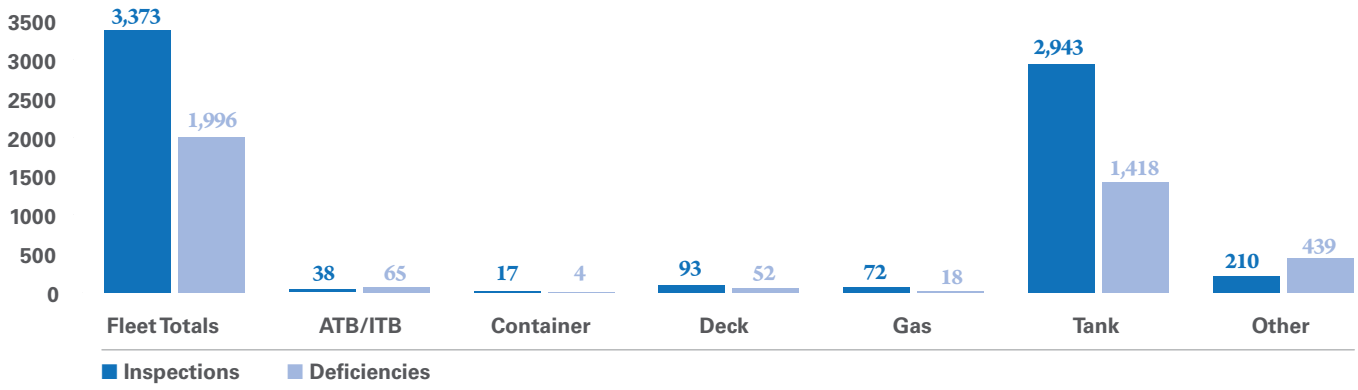 3500
3000
2500
2000
1500
1000
500
0
3,373
1,996
38
65
17
4
93
52
72
18
2,943
1,418
210
439
Fleet Totals
ATB/ITB
Container
Deck
Gas
Tank
Other
Inspections
Deficiencies